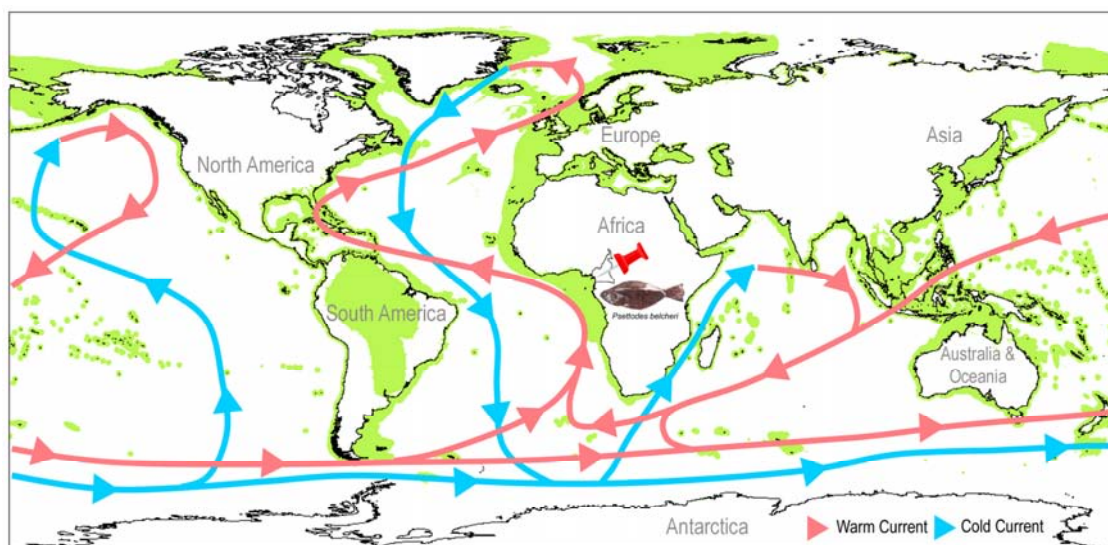 North America
Europe
Asia
Africa
Psettodes belcheri
South America
Australia &
Oceania
Antarctica
Warm Current
Cold Current